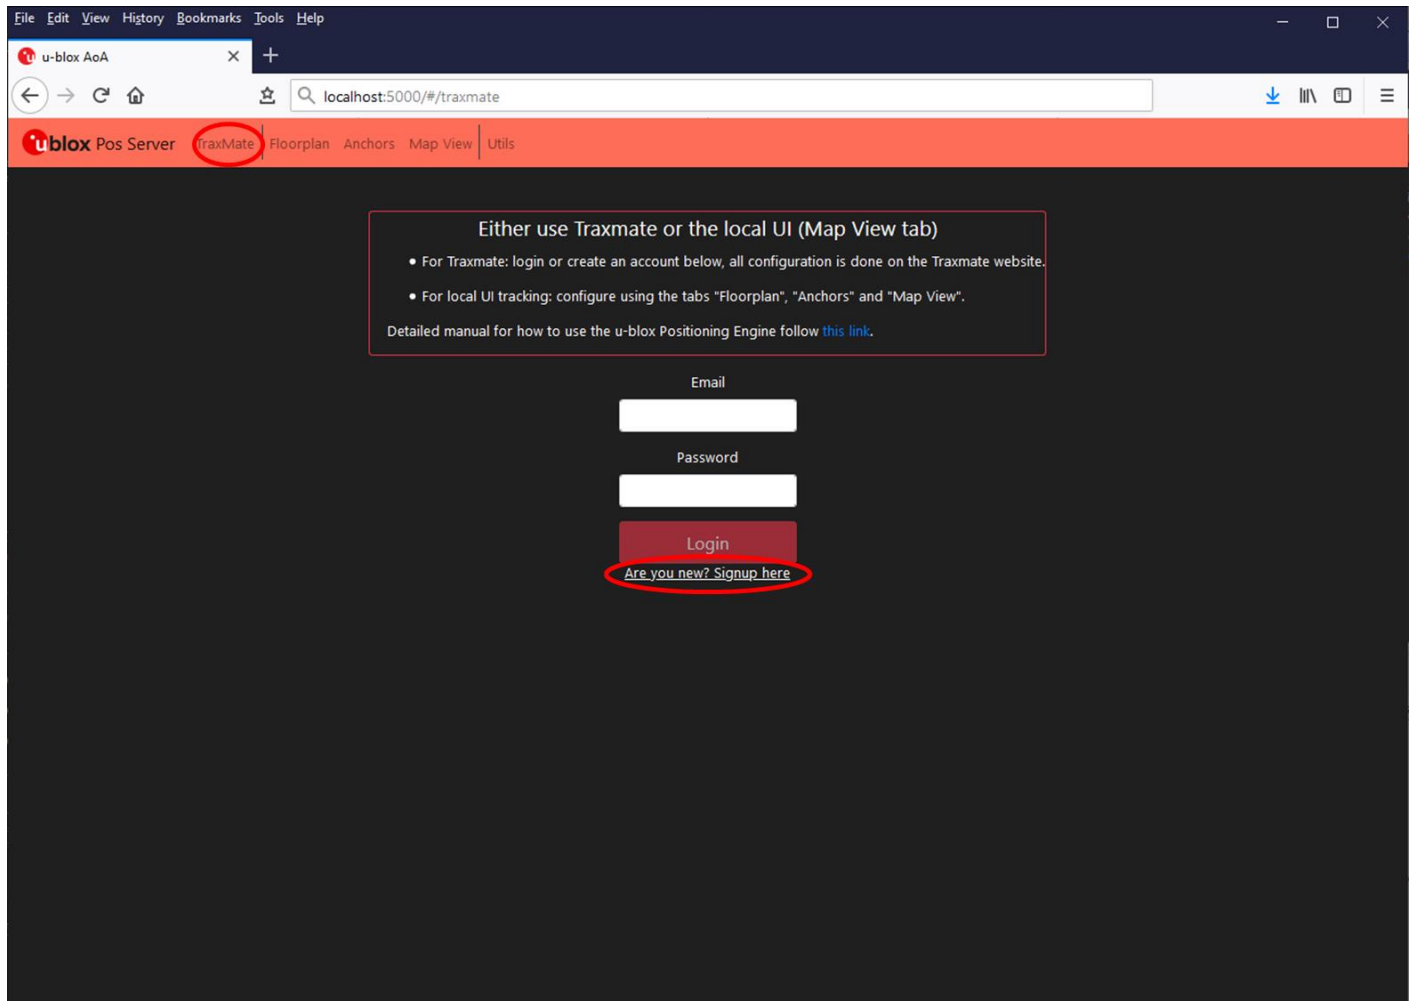 File Edit View History Bookmarks Tools Help
u-blox AoA
localhost:5000/#/traxmate
ublox Pos Server TraxMate Floorplan Anchors Map View Utils
Either use Traxmate or the local UI (Map View tab)
• For Traxmate: login or create an account below, all configuration is done on the Traxmate website.
• For local UI tracking: configure using the tabs "Floorplan", "Anchors" and "Map View".
Detailed manual for how to use the u-blox Positioning Engine follow this link.
Email
Password
Login
Are you new? Signup here